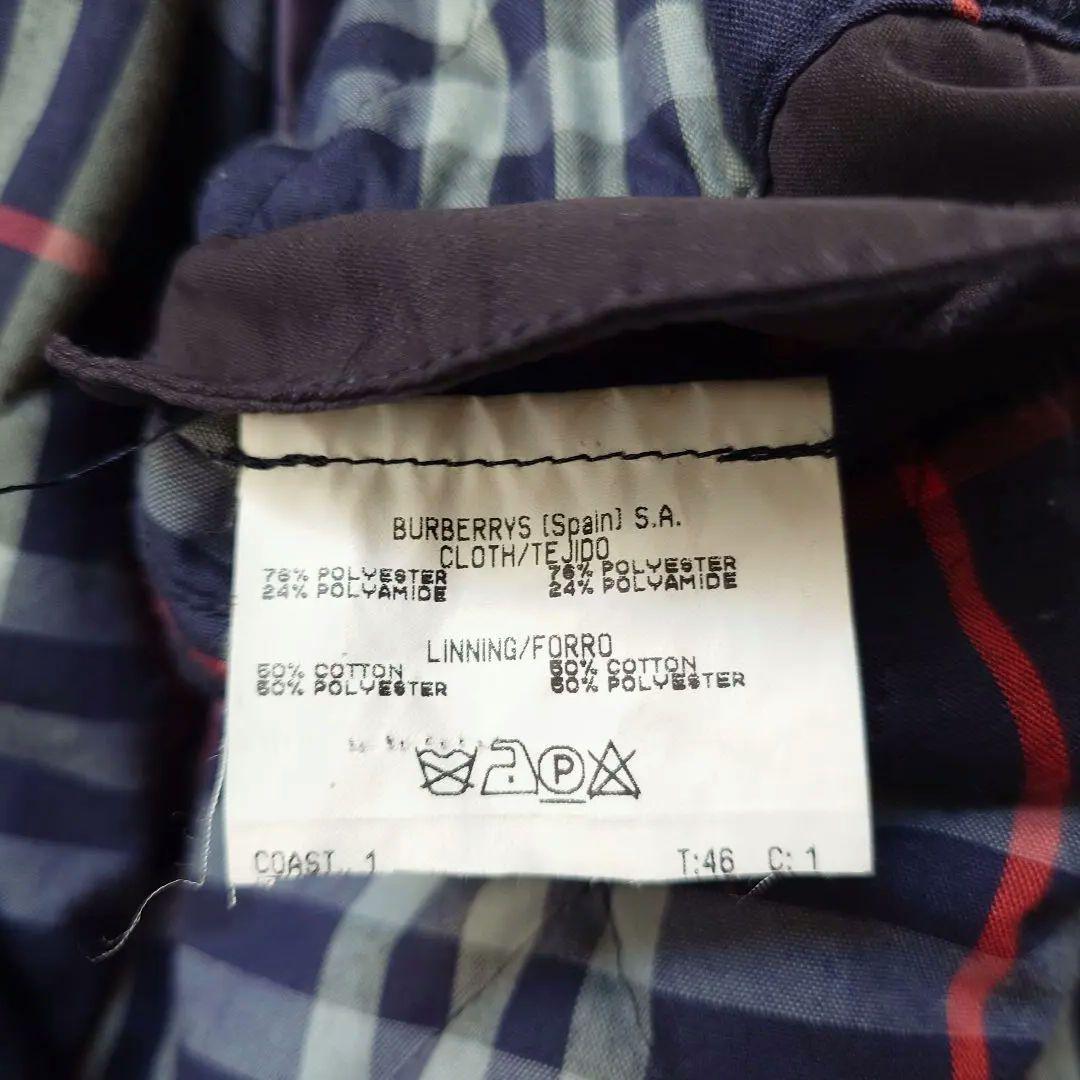 BURBERRYS (Spain) S.A.
CLOTH/TEJIDO
76% POLYESTER 76% POLYESTER
24% POLYAMIDE 24% POLYAMIDE
LINNING/FORRO
50% COTTON 50% COTTON
50% POLYESTER 50% POLYESTER
P
COAST. 1 T:46 C: 1